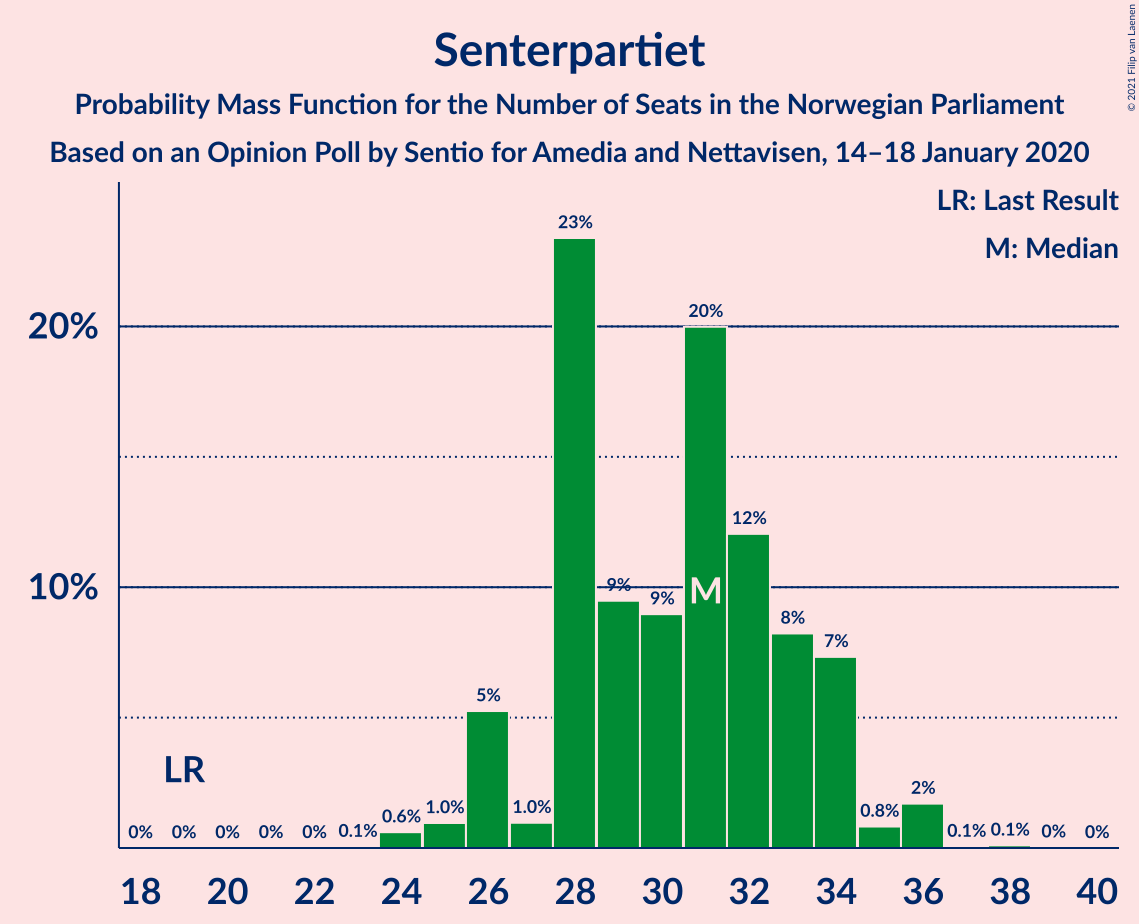 Senterpartiet
Probability Mass Function for the Number of Seats in the Norwegian Parliament
Based on an Opinion Poll by Sentio for Amedia and Nettavisen, 14–18 January 2020
© 2021 Filip van Laenen
LR: Last Result
M: Median
20%
10%
0% 0% 0% 0% 0% 0.1% 0.6% 1.0% 5% 1.0% 23% 9% 9% 20% 12% 8% 7% 0.8% 2% 0.1% 0.1% 0% 0%
LR
M
18 20 22 24 26 28 30 32 34 36 38 40